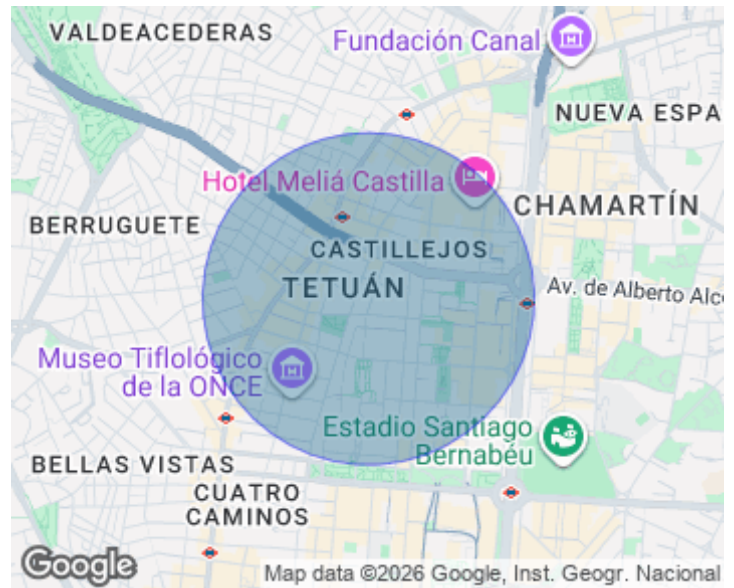 VALDEACEDERAS
Fundación Canal
NUEVA ESPA
Hotel Meliá Castilla
CHAMARTÍN
BERRUGUETE
CASTILLEJOS
TETUÁN
Av. de Alberto Alco
Museo Tiflológico
de la ONCE
Estadio Santiago
Bernabéu
BELLAS VISTAS
CUATRO
CAMINOS
Google
Map data ©2026 Google, Inst. Geogr. Nacional